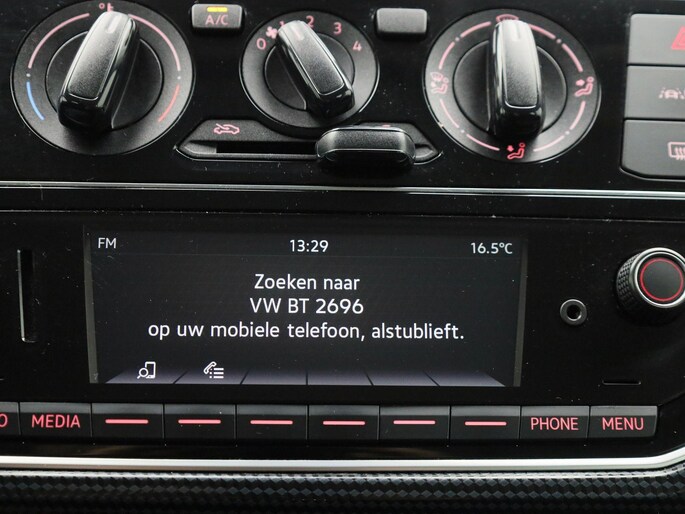 A/C
0 1 2 3 4
FM 13:29 16.5°C
Zoeken naar
VW BT 2696
op uw mobiele telefoon, alstublieft.
MEDIA PHONE MENU